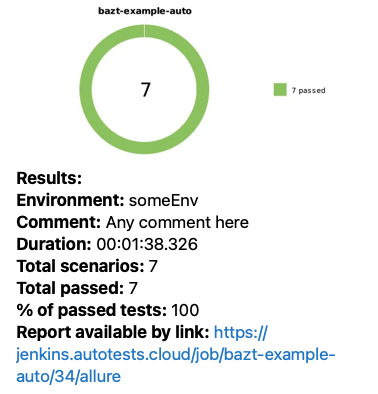 bazt-example-auto
7
7 passed
Results:
Environment: someEnv
Comment: Any comment here
Duration: 00:01:38.326
Total scenarios: 7
Total passed: 7
% of passed tests: 100
Report available by link: https://
jenkins.autotests.cloud/job/bazt-example-
auto/34/allure